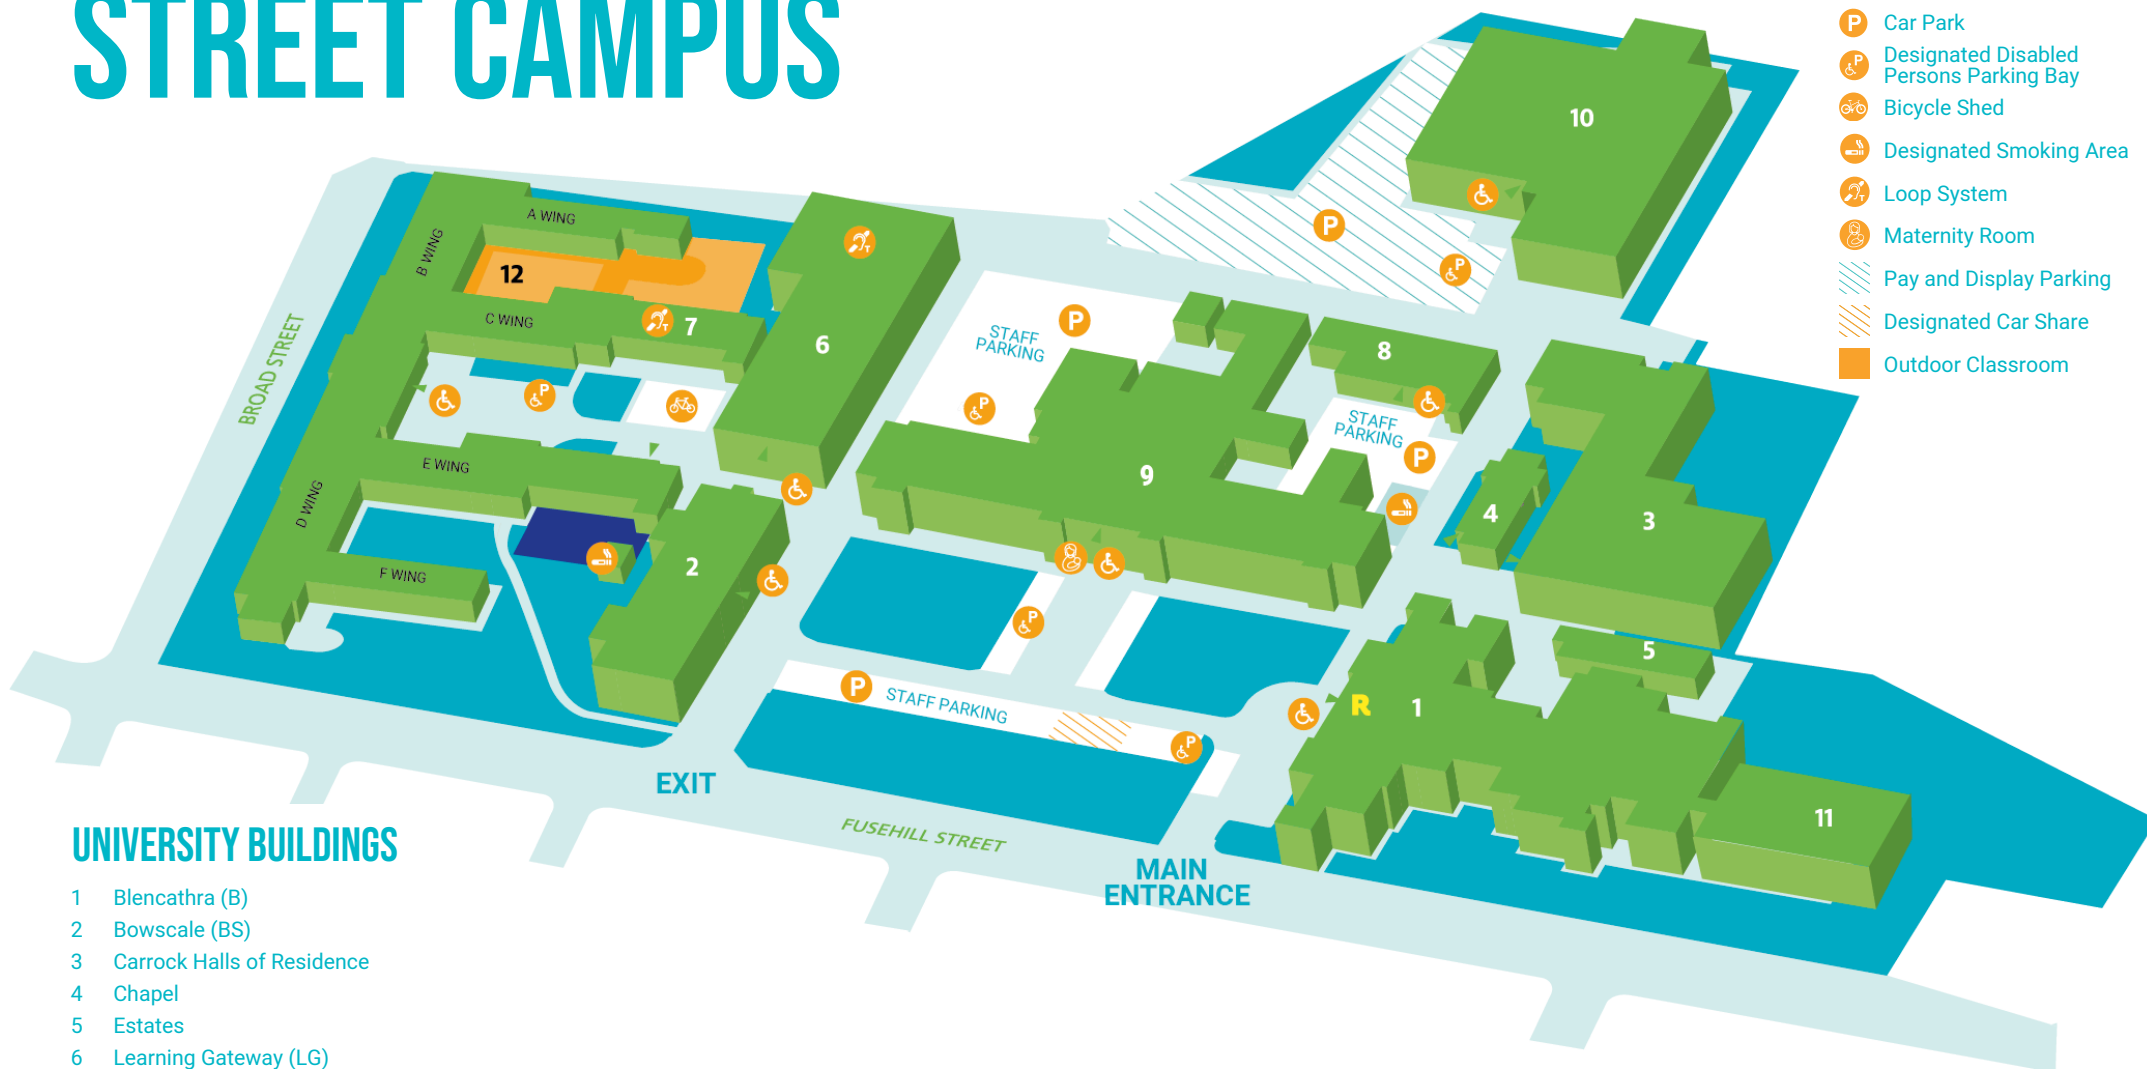 STREET CAMPUS
P Car Park
P Designated Disabled
Persons Parking Bay
Bicycle Shed
Designated Smoking Area
T Loop System
Maternity Room
Pay and Display Parking
Designated Car Share
Outdoor Classroom
10
A WING
B WING
12
C WING
T
7
T
6
P
P
P
STAFF
PARKING
P
8
BROAD STREET
P
STAFF
PARKING
P
E WING
D WING
9
4
3
F WING
2
P
5
P
STAFF PARKING
P
R
1
EXIT
11
FUSEHILL STREET
MAIN
ENTRANCE
UNIVERSITY BUILDINGS
1 Blencathra (B)
2 Bowscale (BS)
3 Carrock Halls of Residence
4 Chapel
5 Estates
6 Learning Gateway (LG)